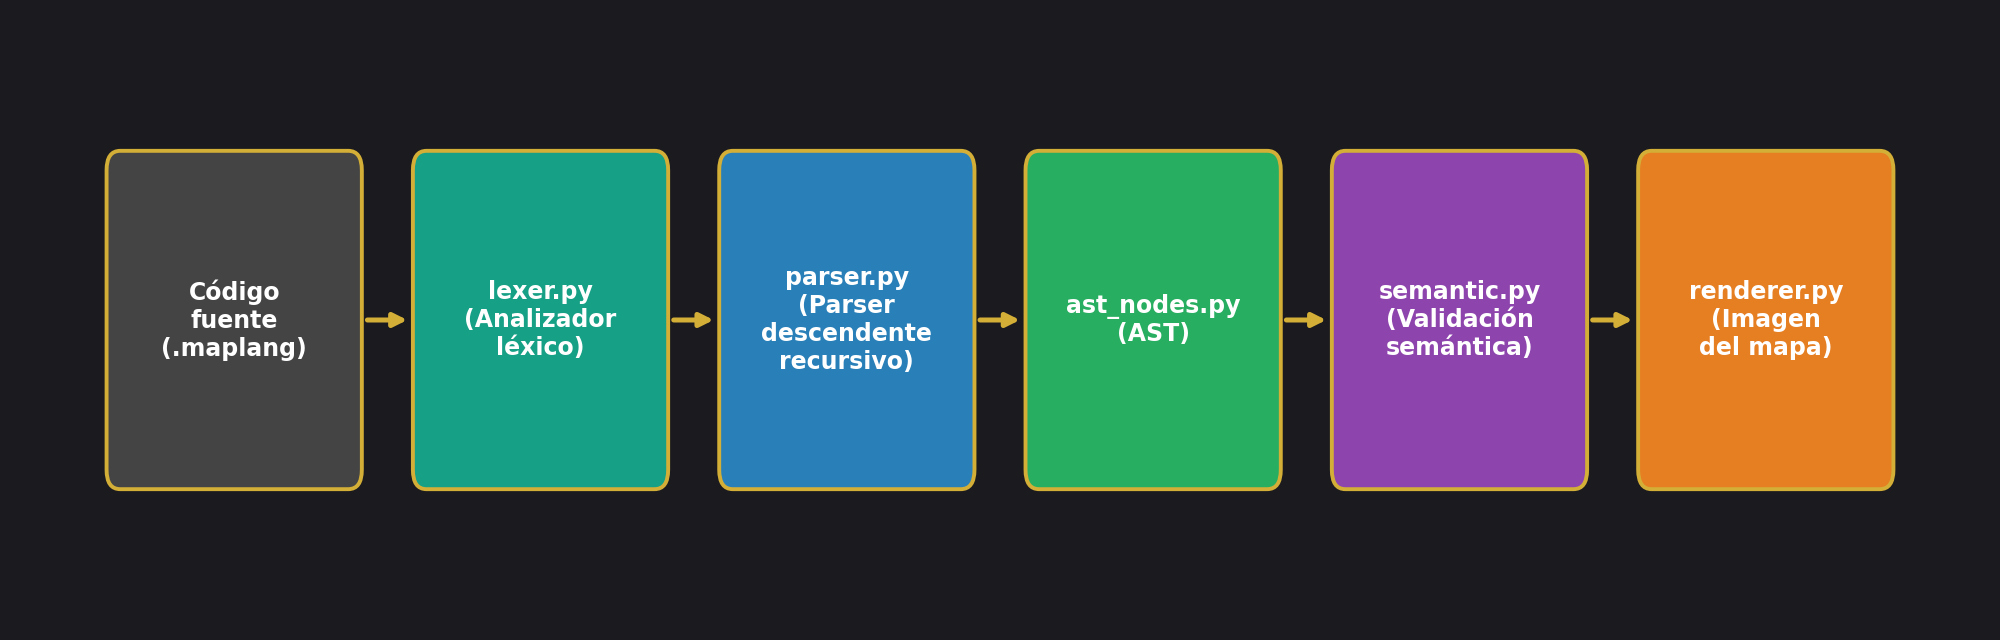 Código
fuente
(.maplang)
lexer.py
(Analizador
léxico)
parser.py
(Parser
descendente
recursivo)
ast_nodes.py
(AST)
semantic.py
(Validación
semántica)
renderer.py
(Imagen
del mapa)